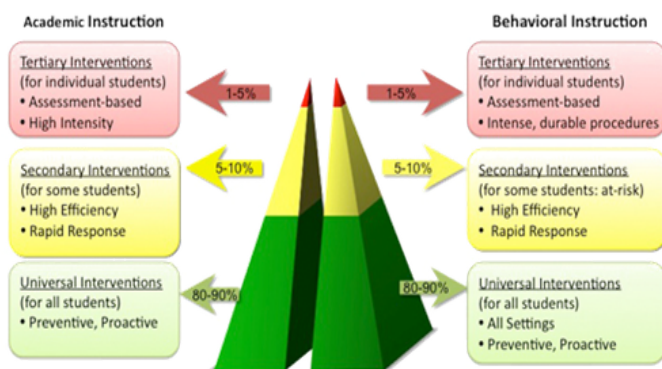 Academic Instruction
Tertiary Interventions
(for individual students)
• Assessment-based
• High Intensity
1-5%
Secondary Interventions
(for some students)
• High Efficiency
• Rapid Response
5-10%
Universal Interventions
(for all students)
• Preventive, Proactive
80-90%
Behavioral Instruction
1-5%
Tertiary Interventions
(for individual students)
• Assessment-based
• Intense, durable procedures
5-10%
Secondary Interventions
(for some students: at-risk)
• High Efficiency
• Rapid Response
80-90%
Universal Interventions
(for all students)
• All Settings
• Preventive, Proactive